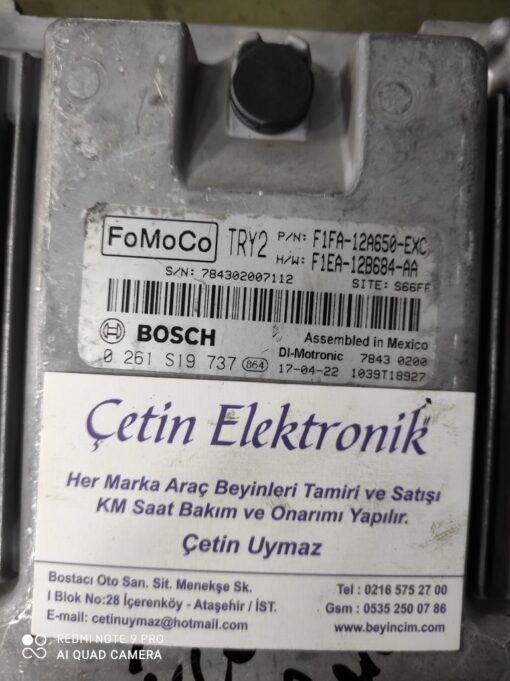 FoMoCo TRY2 P/N: F1FA-12A650-EXC
H/W: F1EA-12B684-AA
S/N: 784302007112 SITE: S66FF
BOSCH Assembled in Mexico
DI-Motronic 7843 0200
0 261 S19 737 864 17-04-22 1039T18927
Çetin Elektronik
Her Marka Araç Beyinleri Tamiri ve Satışı
KM Saat Bakım ve Onarımı Yapılır.
Çetin Uymaz
Bostacı Oto San. Sit. Menekşe Sk.
I Blok No:28 İçerenköy - Ataşehir / İST.
E-mail: cetinuymaz@hotmail.com
Tel : 0216 575 27 00
Gsm : 0535 250 07 86
www.beyincim.com
REDMI NOTE 9 PRO
AI QUAD CAMERA